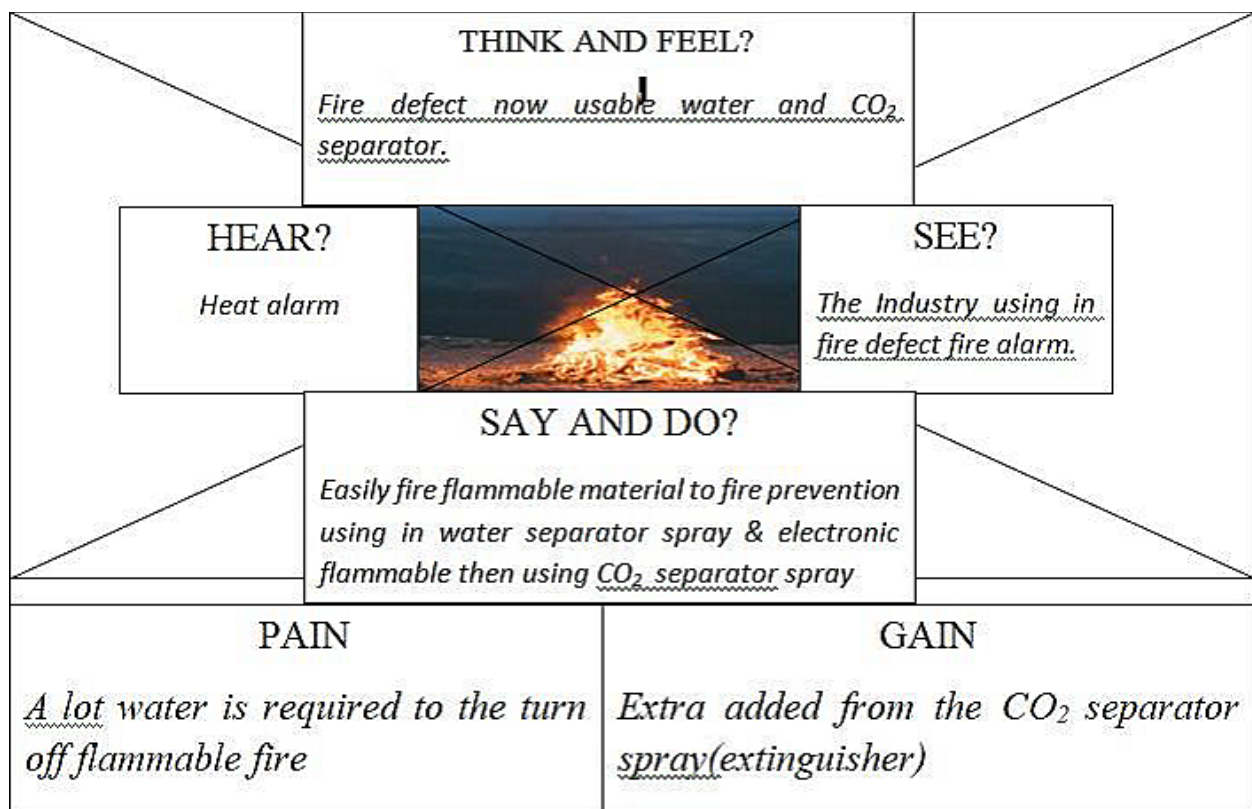 THINK AND FEEL?
Fire defect now usable water and CO₂
separator.
HEAR?
Heat alarm
SEE?
The Industry using in
fire defect fire alarm.
SAY AND DO?
Easily fire flammable material to fire prevention
using in water separator spray & electronic
flammable then using CO₂ separator spray
PAIN
A lot water is required to the turn
off flammable fire
GAIN
Extra added from the CO₂ separator
spray(extinguisher)